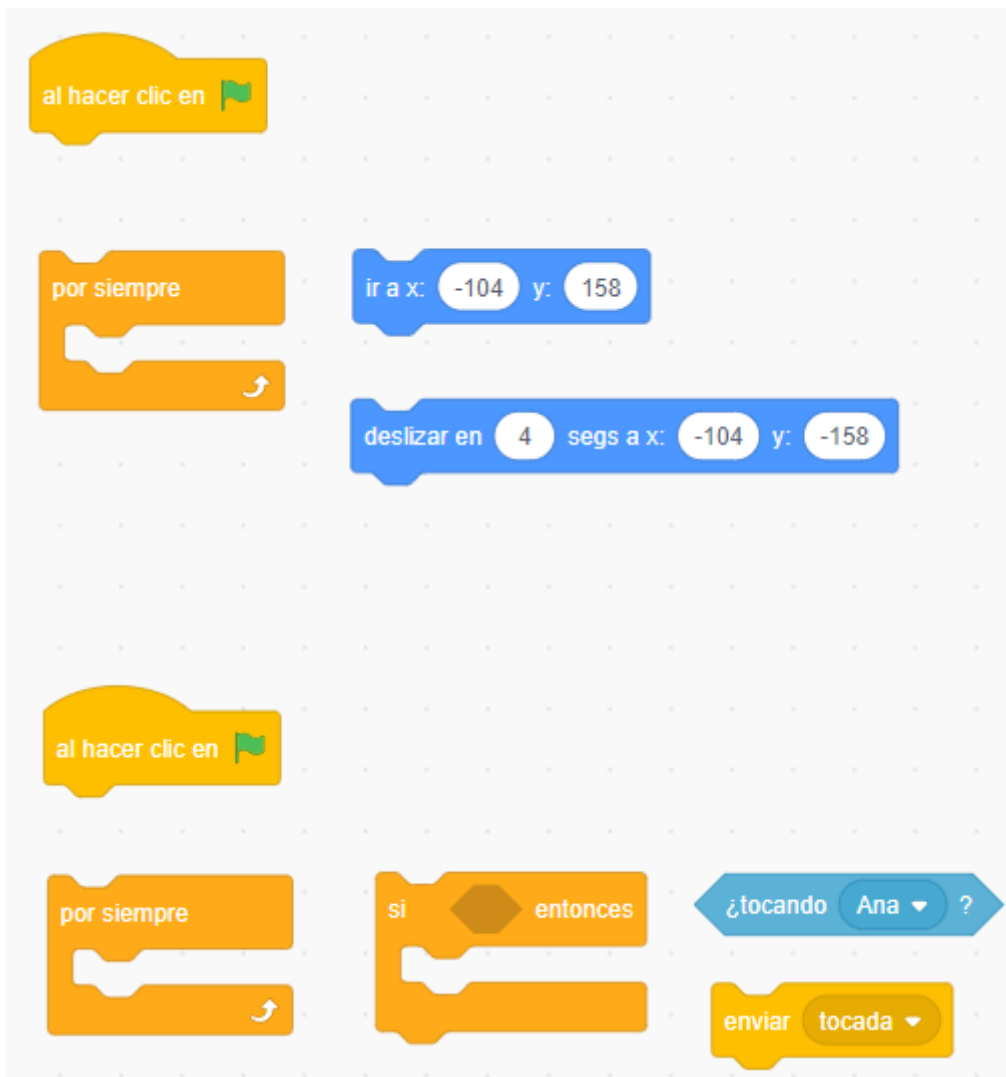 al hacer clic en
por siempre
ir a x: -104 y: 158
deslizar en 4 segs a x: -104 y: -158
al hacer clic en
por siempre
si entonces
¿tocando Ana ?
enviar tocada